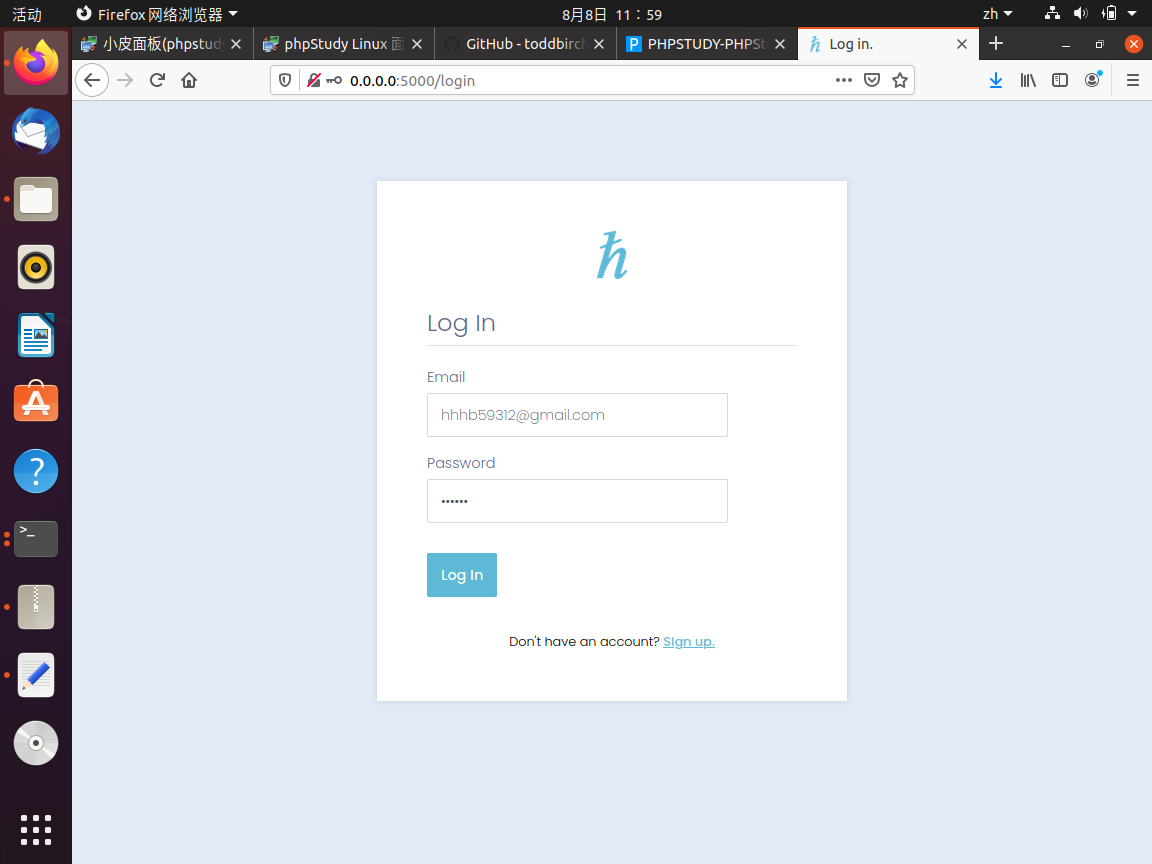 活动 Firefox 网络浏览器 8月8日 11：59 zh
小皮面板(phpstud phpStudy Linux 面 GitHub - toddbirch PHPSTUDY-PHPSt Log in.
0.0.0.0:5000/login
ħ
Log In
Email
hhhb59312@gmail.com
Password
••••••
Log In
Don't have an account? Sign up.